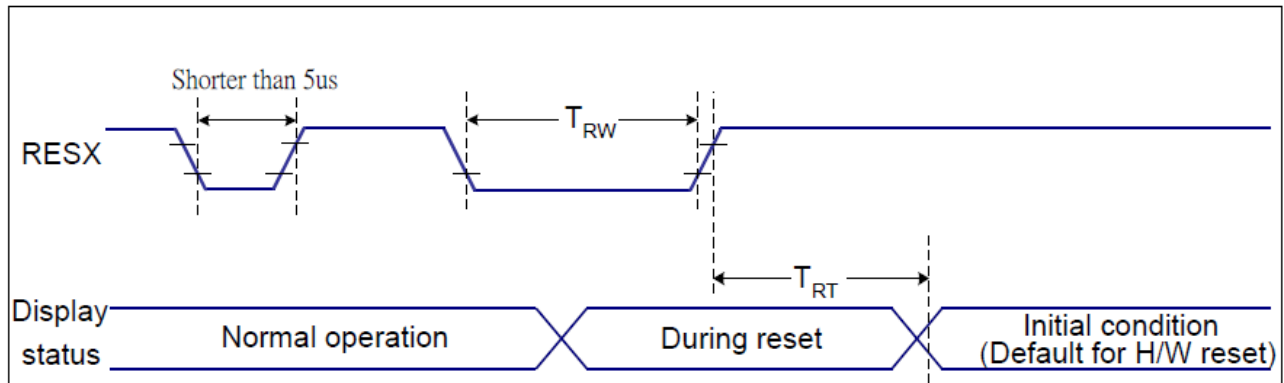 Shorter than 5us
RESX
TRW
TRT
Display
status
Normal operation
During reset
Initial condition
(Default for H/W reset)